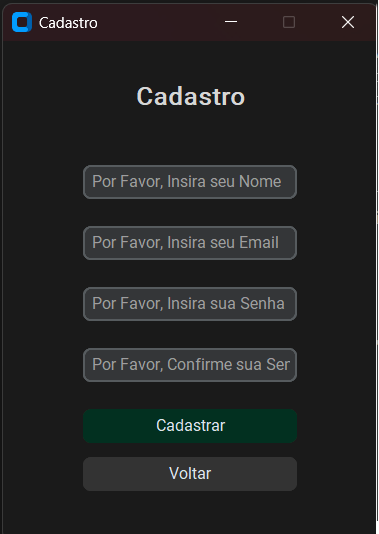 Cadastro
Cadastro
Por Favor, Insira seu Nome
Por Favor, Insira seu Email
Por Favor, Insira sua Senha
Por Favor, Confirme sua Ser
Cadastrar
Voltar